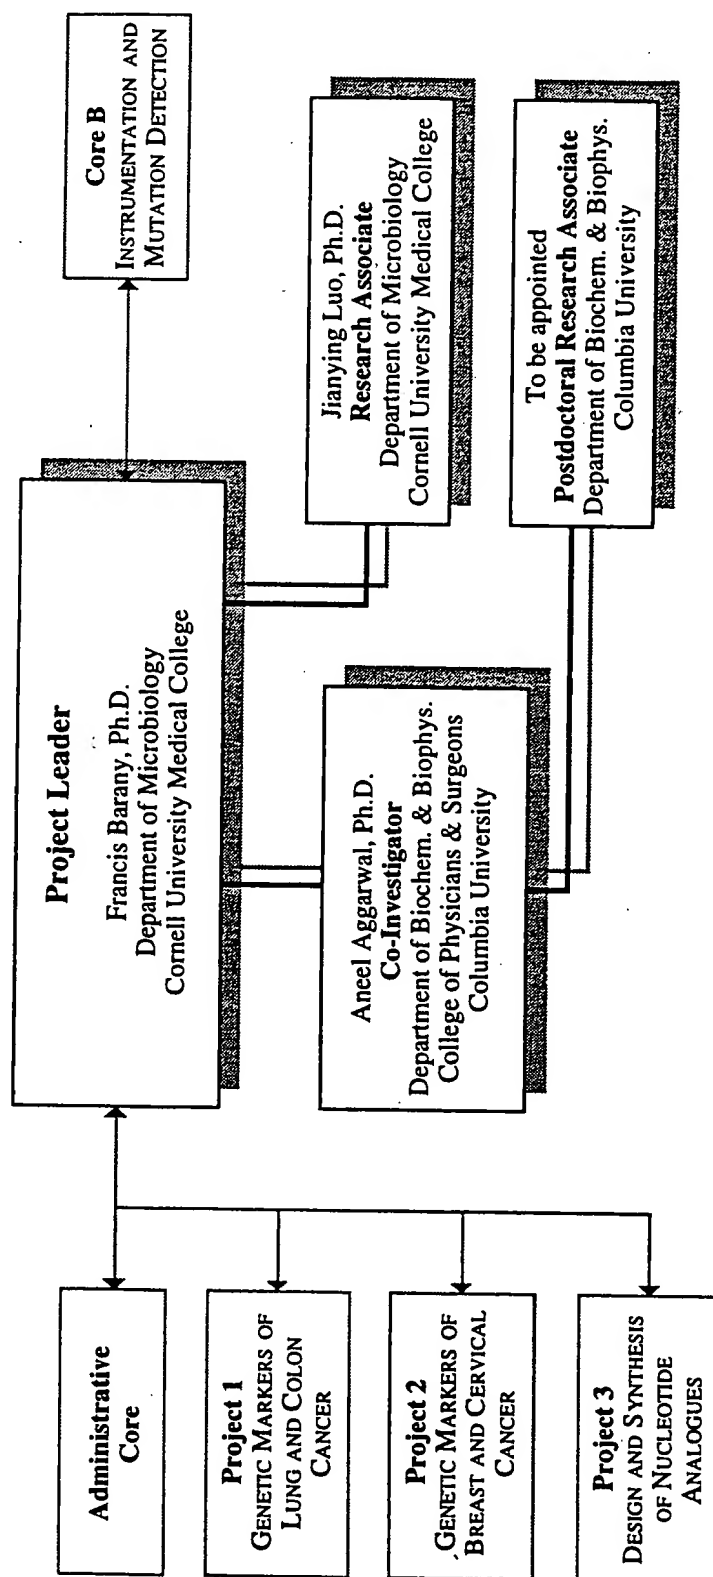 Project Leader
Francis Barany, Ph.D.
Department of Microbiology
Cornell University Medical College
Core B
INSTRUMENTATION AND
MUTATION DETECTION
Administrative
Core
Project 1
GENETIC MARKERS OF
LUNG AND COLON
CANCER
Project 2
GENETIC MARKERS OF
BREAST AND CERVICAL
CANCER
Project 3
DESIGN AND SYNTHESIS
OF NUCLEOTIDE
ANALOGUES
Aneel Aggarwal, Ph.D.
Co-Investigator
Department of Biochem. & Biophys.
College of Physicians & Surgeons
Columbia University
Jianying Luo, Ph.D.
Research Associate
Department of Microbiology
Cornell University Medical College
To be appointed
Postdoctoral Research Associate
Department of Biochem. & Biophys.
Columbia University